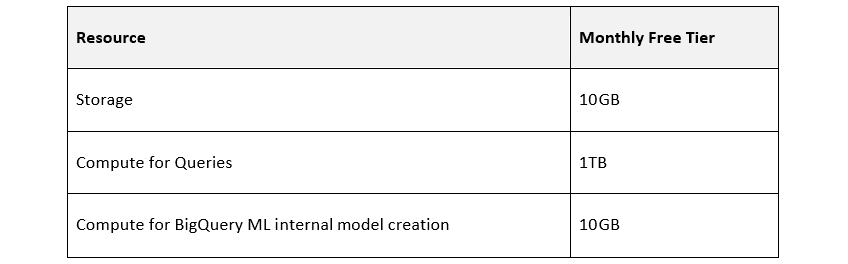 Resource Monthly Free Tier
Storage 10GB
Compute for Queries 1TB
Compute for BigQuery ML internal model creation 10GB